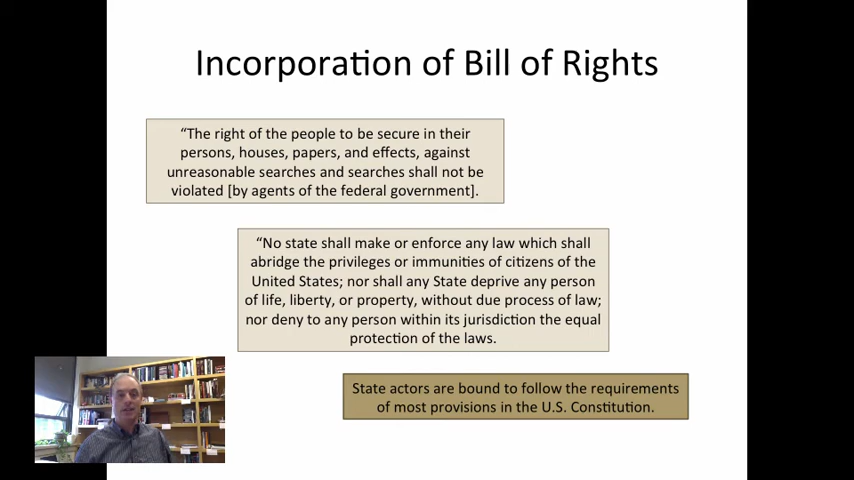 Incorporation of Bill of Rights
“The right of the people to be secure in their
persons, houses, papers, and effects, against
unreasonable searches and searches shall not be
violated [by agents of the federal government].
“No state shall make or enforce any law which shall
abridge the privileges or immunities of citizens of the
United States; nor shall any State deprive any person
of life, liberty, or property, without due process of law;
nor deny to any person within its jurisdiction the equal
protection of the laws.
State actors are bound to follow the requirements
of most provisions in the U.S. Constitution.